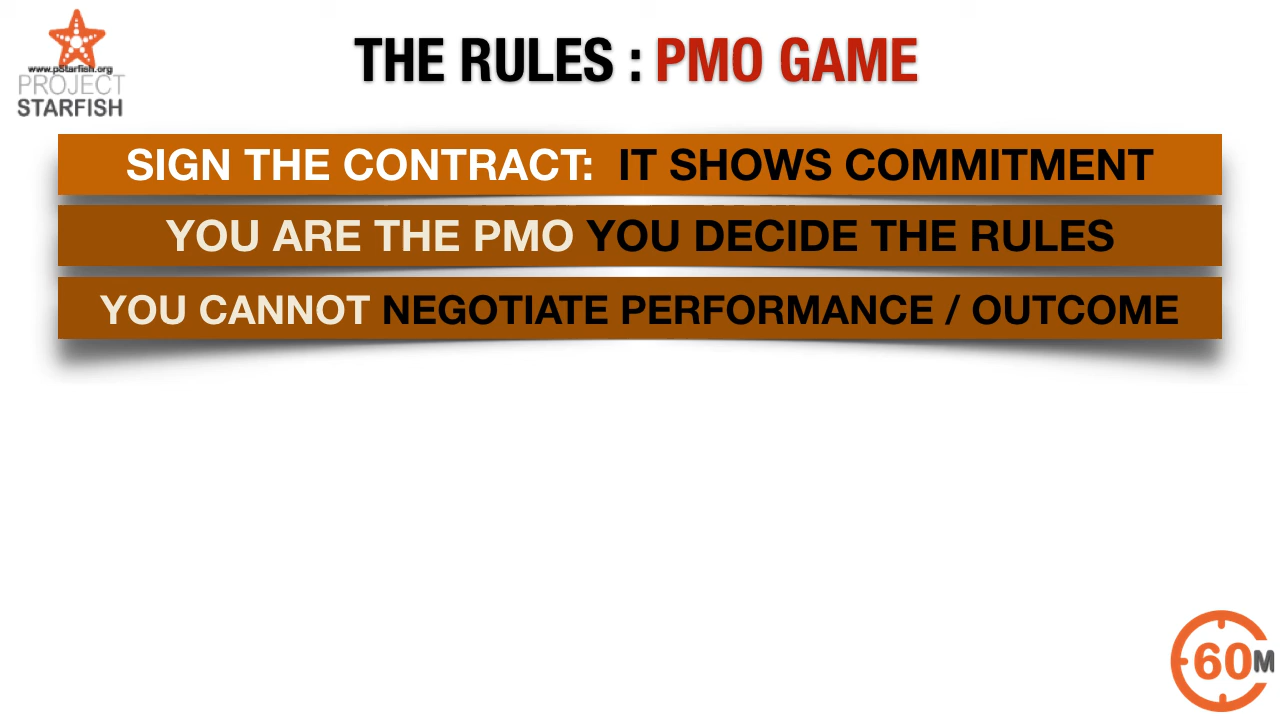 www.pStarfish.org
PROJECT
STARFISH
THE RULES : PMO GAME
SIGN THE CONTRACT: IT SHOWS COMMITMENT
YOU ARE THE PMO YOU DECIDE THE RULES
YOU CANNOT NEGOTIATE PERFORMANCE / OUTCOME
60M